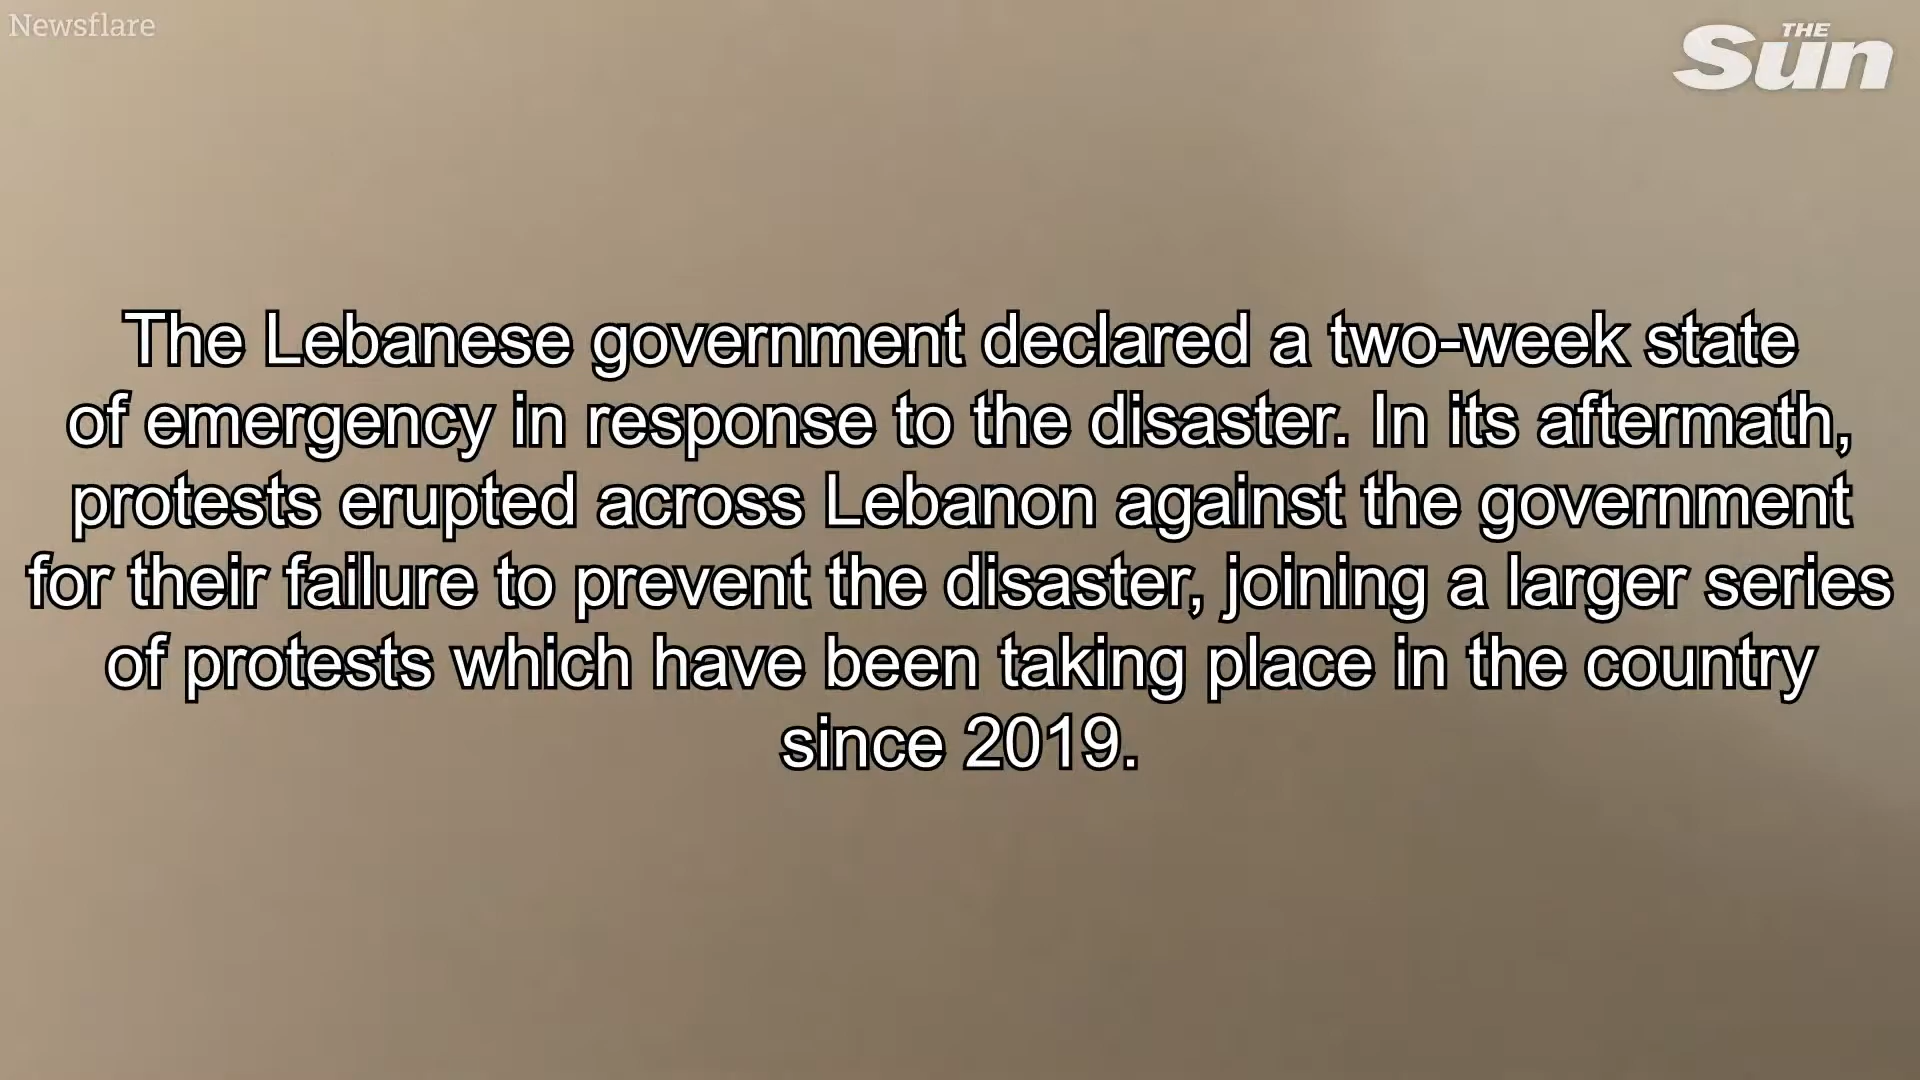 Newsflare
THE
Sun
The Lebanese government declared a two-week state
of emergency in response to the disaster. In its aftermath,
protests erupted across Lebanon against the government
for their failure to prevent the disaster, joining a larger series
of protests which have been taking place in the country
since 2019.